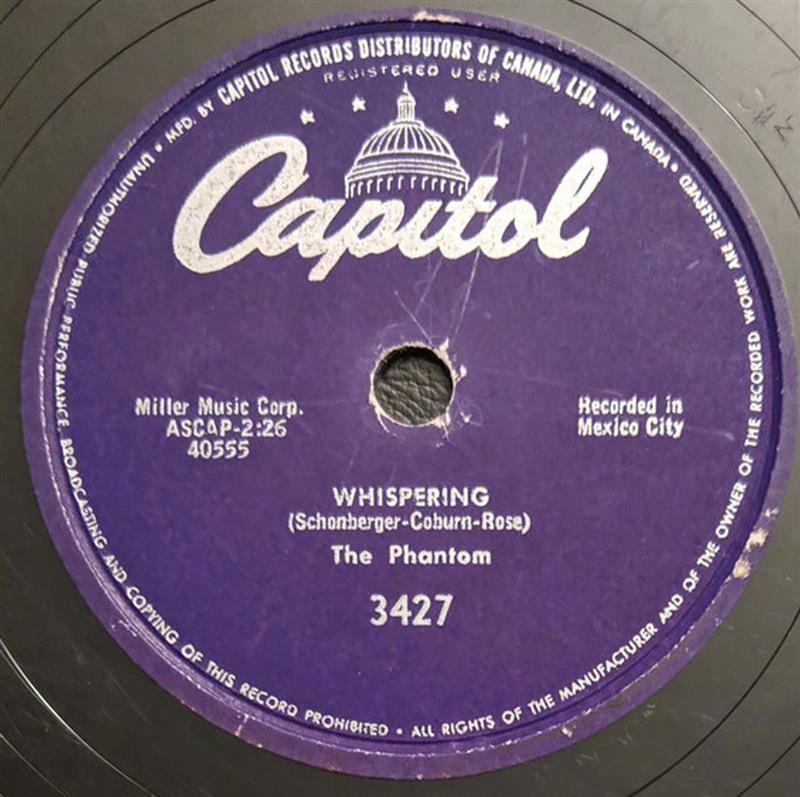 UNAUTHORIZED PUBLIC PERFORMANCE, BROADCASTING AND COPYING OF THIS RECORD PROHIBITED • ALL RIGHTS OF THE MANUFACTURER AND OF THE OWNER OF THE RECORDED WORK ARE RESERVED • MFD. BY CAPITOL RECORDS DISTRIBUTORS OF CANADA, LTD. IN CANADA •
REGISTERED USER
Capitol
Miller Music Corp.
ASCAP-2:26
40555
Recorded in
Mexico City
WHISPERING
(Schonberger-Coburn-Rose)
The Phantom
3427